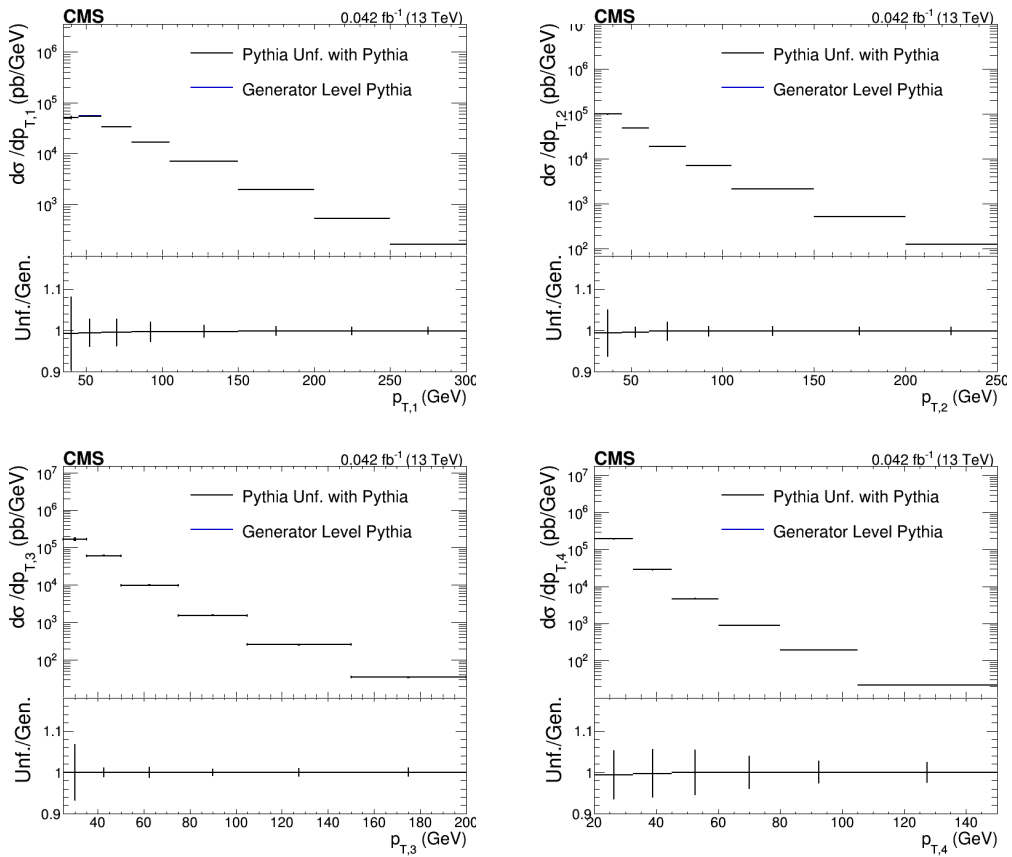 CMS 0.042 fb⁻¹ (13 TeV)
dσ/dp_T,1 (pb/GeV)
10⁶
10⁵
10⁴
10³
Pythia Unf. with Pythia
Generator Level Pythia
Unf./Gen.
1.1
1
0.9
50 100 150 200 250 300
p_T,1 (GeV)
CMS 0.042 fb⁻¹ (13 TeV)
dσ/dp_T,2 (pb/GeV)
10⁶
10⁵
10⁴
10³
10²
Pythia Unf. with Pythia
Generator Level Pythia
Unf./Gen.
1.1
1
0.9
50 100 150 200 250
p_T,2 (GeV)
CMS 0.042 fb⁻¹ (13 TeV)
dσ/dp_T,3 (pb/GeV)
10⁷
10⁶
10⁵
10⁴
10³
10²
Pythia Unf. with Pythia
Generator Level Pythia
Unf./Gen.
1.1
1
0.9
40 60 80 100 120 140 160 180 200
p_T,3 (GeV)
CMS 0.042 fb⁻¹ (13 TeV)
dσ/dp_T,4 (pb/GeV)
10⁷
10⁶
10⁵
10⁴
10³
10²
Pythia Unf. with Pythia
Generator Level Pythia
Unf./Gen.
1.1
1
0.9
20 40 60 80 100 120 140
p_T,4 (GeV)